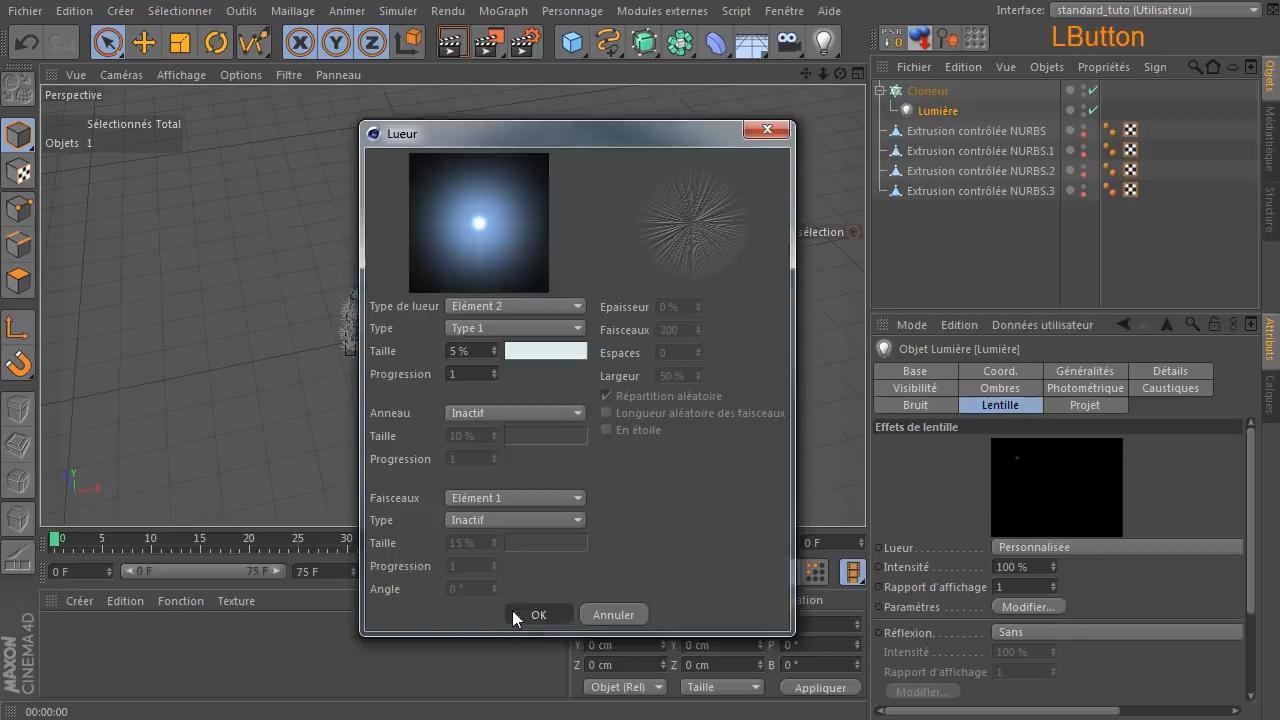 Fichier Edition Créer Sélectionner Outils Maillage Animer Simuler Rendu MoGraph Personnages Modules externes Script Fenêtre Aide Interface: standard_tuto (Utilisateur)
LButton
PSR
0
X Y Z
Vue Caméras Affichage Options Filtre Panneau
Fichier Edition Vue Objets Propriétés Sign
Objets
Médiathèque
Structure
Perspective
Sélectionnés Total
Objets 1
Cloneur
Lumière
Extrusion contrôlée NURBS
Extrusion contrôlée NURBS.1
Extrusion contrôlée NURBS.2
Extrusion contrôlée NURBS.3
sélection
Lueur
Type de lueur Elément 2
Type Type 1
Taille 5 %
Progression 1
Anneau Inactif
Taille 10 %
Progression 1
Faisceaux Elément 1
Type Inactif
Taille 15 %
Progression 1
Angle 0 °
Epaisseur 0 %
Faisceaux 200
Espaces 0
Largeur 50 %
Répartition aléatoire
Longueur aléatoire des faisceaux
En étoile
OK Annuler
Mode Edition Données utilisateur
Attributs
Calques
Objet Lumière [Lumière]
Base Coord. Généralités Détails
Visibilité Ombres Photométrique Caustiques
Bruit Lentille Projet
Effets de lentille
Lueur Personnalisée
Intensité 100 %
Rapport d'affichage 1
Paramètres Modifier...
Réflexion Sans
Intensité 100 %
Rapport d'affichage 1
Modifier...
Y
X
0 5 10 15 20 25 30 0 F
0 F 0 F 75 F 75 F
Créer Edition Fonction Texture
Y 0 cm 0 cm P 0 °
Z 0 cm 0 cm B 0 °
Objet (Rel) Taille Appliquer
MAXON
CINEMA 4D
00:00:00